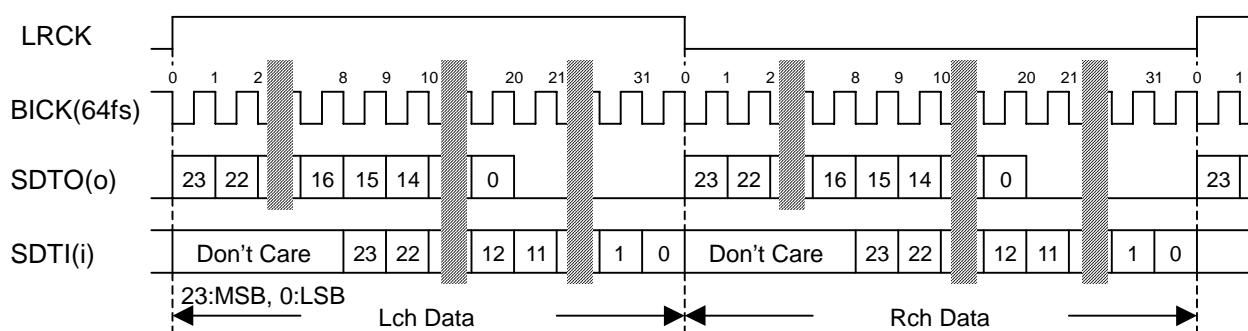 LRCK
0 1 2 8 9 10 20 21 31 0 1 2 8 9 10 20 21 31 0 1
BICK(64fs)
SDTO(o) 23 22 16 15 14 0 23 22 16 15 14 0 23
SDTI(i) Don't Care 23 22 12 11 1 0 Don't Care 23 22 12 11 1 0
23:MSB, 0:LSB
Lch Data Rch Data